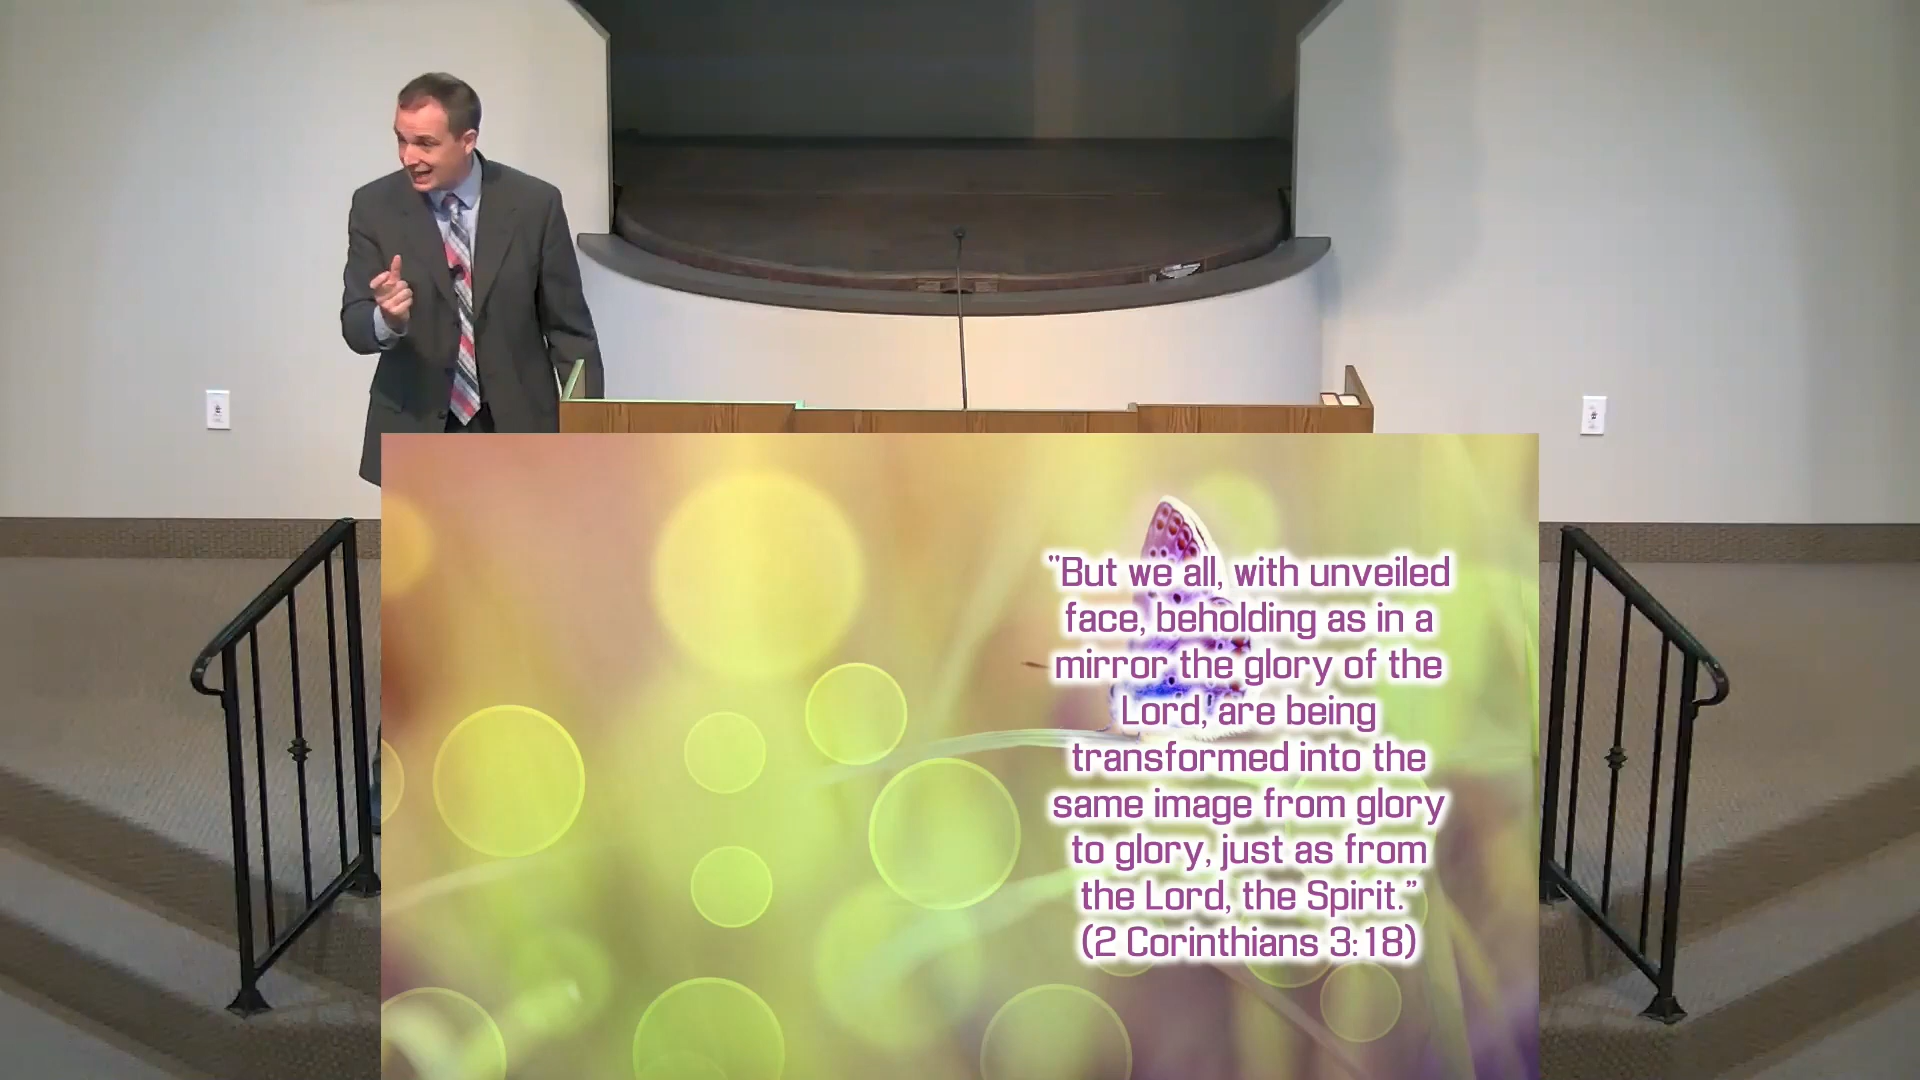 "But we all, with unveiled
face, beholding as in a
mirror the glory of the
Lord, are being
transformed into the
same image from glory
to glory, just as from
the Lord, the Spirit.”
(2 Corinthians 3:18)